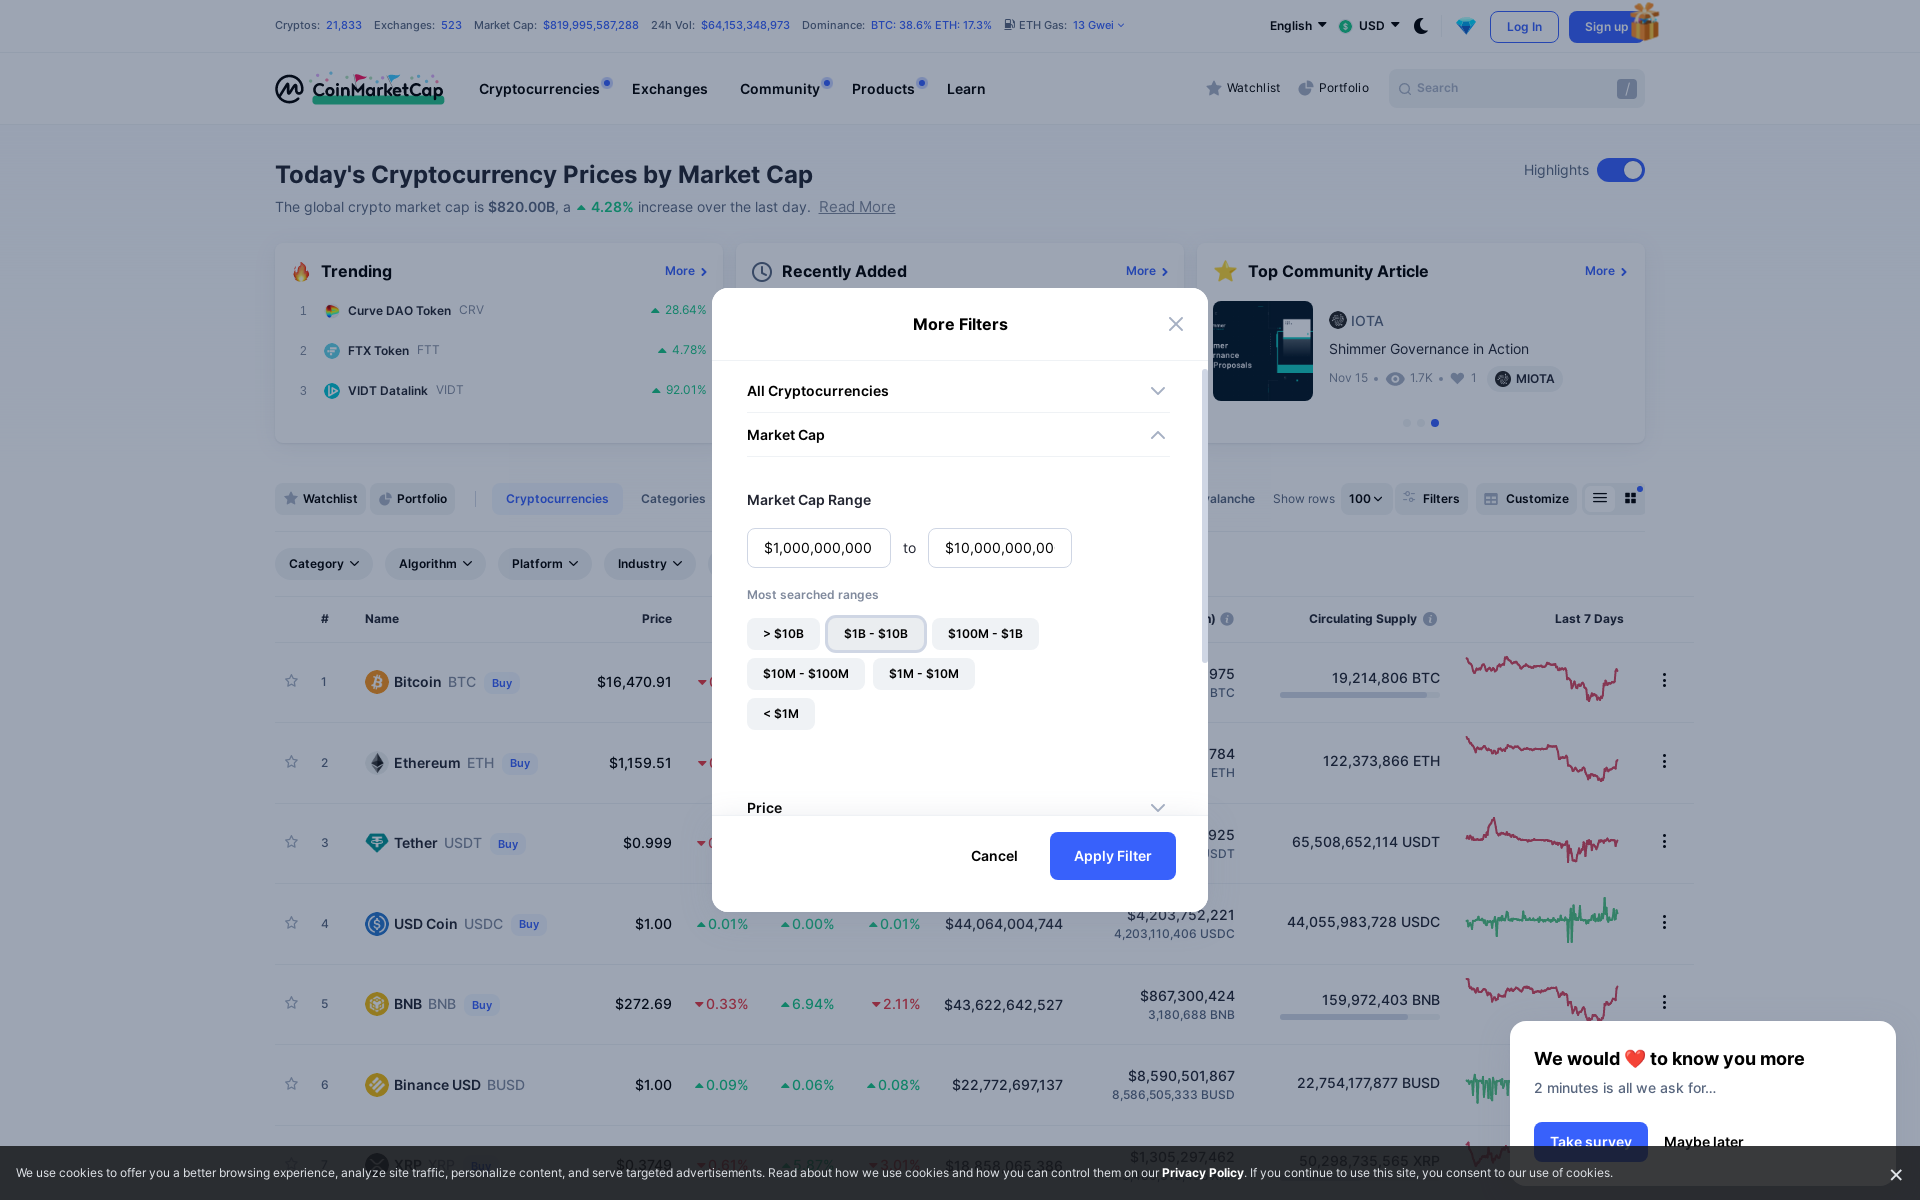 Cryptos: 21,833 Exchanges: 523 Market Cap: $819,995,587,288 24h Vol: $64,153,348,973 Dominance: BTC: 38.6% ETH: 17.3% ETH Gas: 13 Gwei
English USD Log In Sign up
CoinMarketCap Cryptocurrencies Exchanges Community Products Learn Watchlist Portfolio Search /
Today's Cryptocurrency Prices by Market Cap
Highlights
The global crypto market cap is $820.00B, a 4.28% increase over the last day. Read More
Trending More
1 Curve DAO Token CRV 28.64%
2 FTX Token FTT 4.78%
3 VIDT Datalink VIDT 92.01%
Recently Added More
Top Community Article More
IOTA
Shimmer Governance in Action
Nov 15 • 1.7K • 1 MIOTA
Watchlist Portfolio Cryptocurrencies Categories
Show rows 100 Filters Customize
Category Algorithm Platform Industry
# Name Price
Circulating Supply Last 7 Days
1 Bitcoin BTC Buy $16,470.91
975
BTC
19,214,806 BTC
2 Ethereum ETH Buy $1,159.51
784
ETH
122,373,866 ETH
3 Tether USDT Buy $0.999
925
65,508,652,114 USDT
4 USD Coin USDC Buy $1.00 0.01% 0.00% 0.01% $44,064,004,744
$4,203,752,221
4,203,110,406 USDC
44,055,983,728 USDC
5 BNB BNB Buy $272.69 0.33% 6.94% 2.11% $43,622,642,527
$867,300,424
3,180,688 BNB
159,972,403 BNB
6 Binance USD BUSD $1.00 0.09% 0.06% 0.08% $22,772,697,137
$8,590,501,867
8,586,505,333 BUSD
22,754,177,877 BUSD
More Filters
All Cryptocurrencies
Market Cap
Market Cap Range
$1,000,000,000 to $10,000,000,00
Most searched ranges
> $10B $1B - $10B $100M - $1B
$10M - $100M $1M - $10M
< $1M
Price
Cancel Apply Filter
We would ❤️ to know you more
2 minutes is all we ask for...
Take survey Maybe later
We use cookies to offer you a better browsing experience, analyze site traffic, personalize content, and serve targeted advertisements. Read about how we use cookies and how you can control them on our Privacy Policy. If you continue to use this site, you consent to our use of cookies.